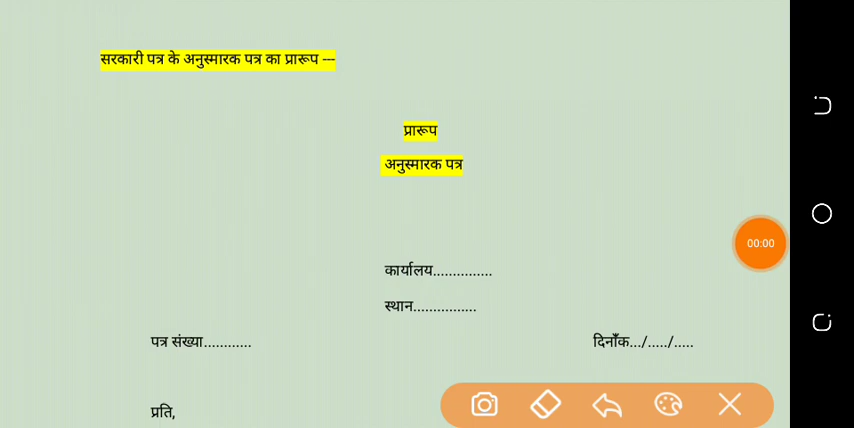 सरकारी पत्र के अनुस्मारक पत्र का प्रारूप ---
प्रारूप
अनुस्मारक पत्र
00:00
कार्यालय...............
स्थान................
पत्र संख्या............ दिनाँक.../...../.....
प्रति,